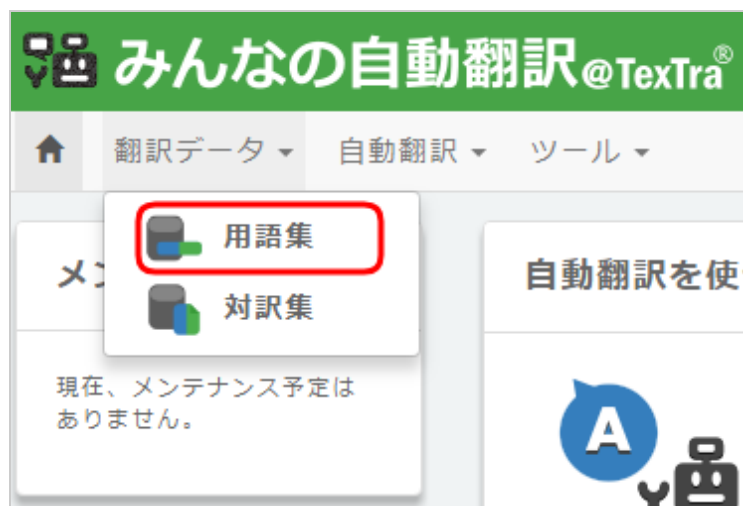 みんなの自動翻訳@TexTra®
翻訳データ 自動翻訳 ツール
用語集
対訳集
メン
自動翻訳を使
現在、メンテナンス予定は
ありません。
A